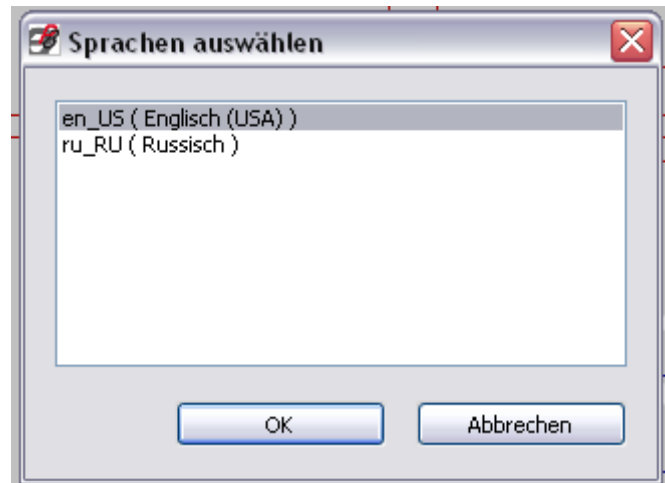 Sprachen auswählen
en_US ( Englisch (USA) )
ru_RU ( Russisch )
OK
Abbrechen